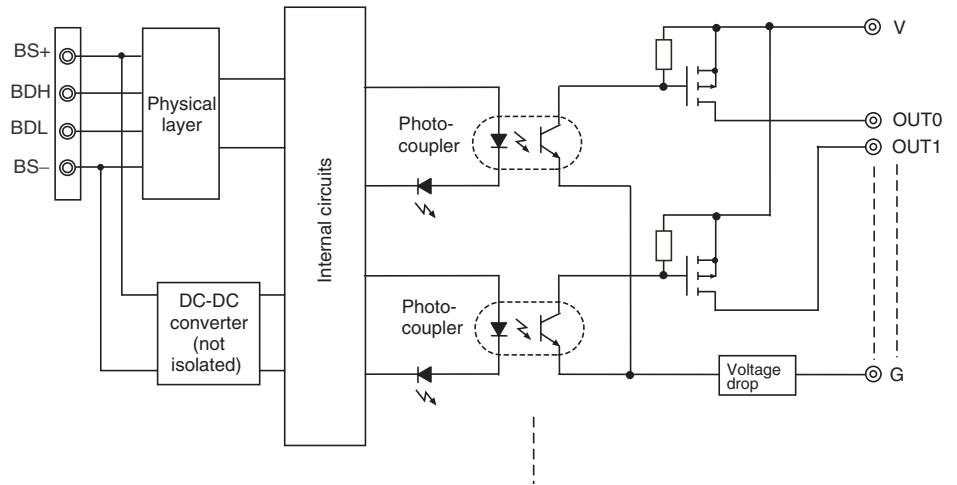 BS+
BDH
BDL
BS–
Physical
layer
DC-DC
converter
(not
isolated)
Internal circuits
Photo-
coupler
Photo-
coupler
Voltage
drop
V
OUT0
OUT1
G